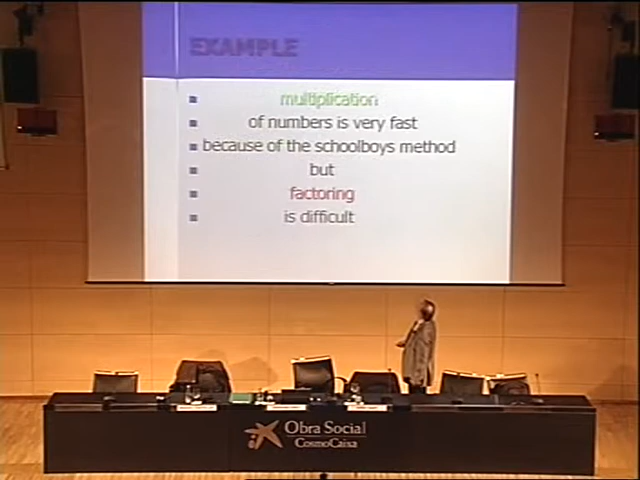 EXAMPLE
multiplication
of numbers is very fast
because of the schoolboys method
but
factoring
is difficult
Obra Social
CosmoCaixa